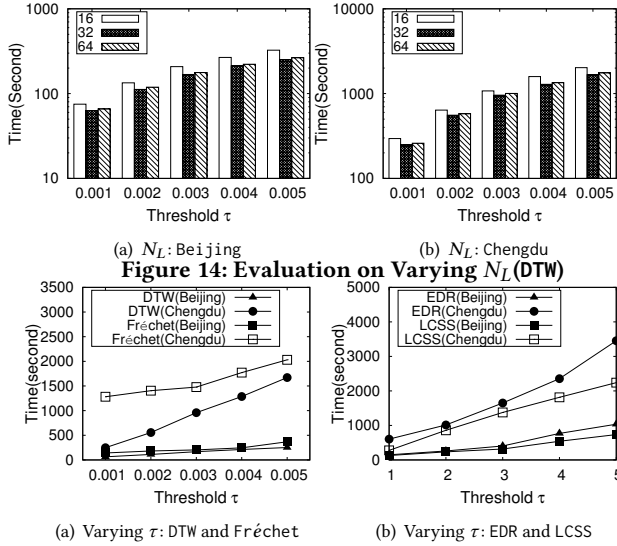 16
32
64
Time(Second)
1000
100
10
0.001 0.002 0.003 0.004 0.005
Threshold τ
(a) N_L: Beijing
16
32
64
Time(Second)
10000
1000
100
0.001 0.002 0.003 0.004 0.005
Threshold τ
(b) N_L: Chengdu
Figure 14: Evaluation on Varying N_L(DTW)
DTW(Beijing)
DTW(Chengdu)
Fréchet(Beijing)
Fréchet(Chengdu)
Time(second)
3500
3000
2500
2000
1500
1000
500
0
0.001 0.002 0.003 0.004 0.005
Threshold τ
(a) Varying τ: DTW and Fréchet
EDR(Beijing)
EDR(Chengdu)
LCSS(Beijing)
LCSS(Chengdu)
Time(second)
5000
4000
3000
2000
1000
0
1 2 3 4 5
Threshold τ
(b) Varying τ: EDR and LCSS